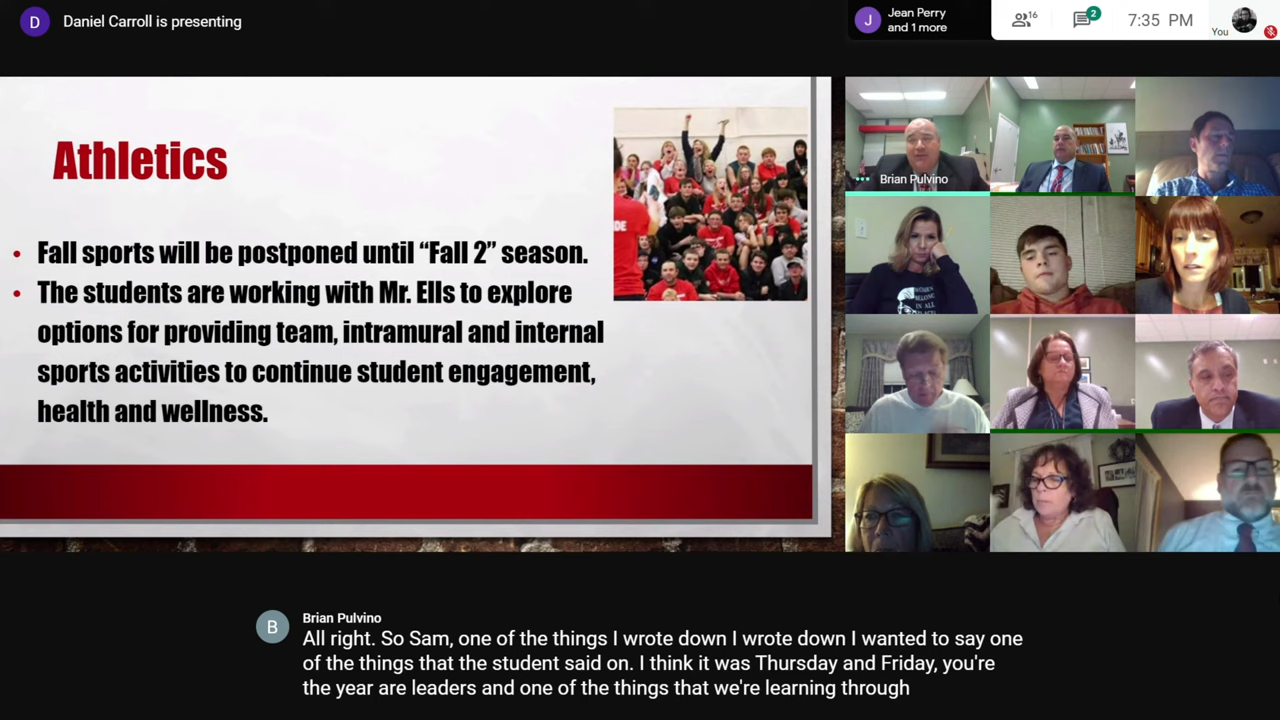 D
Daniel Carroll is presenting
J
Jean Perry
and 1 more
16
2
7:35 PM
You
Athletics
• Fall sports will be postponed until “Fall 2” season.
• The students are working with Mr. Ells to explore
options for providing team, intramural and internal
sports activities to continue student engagement,
health and wellness.
Brian Pulvino
WOMEN
BELONG
IN ALL
B
Brian Pulvino
All right. So Sam, one of the things I wrote down I wrote down I wanted to say one
of the things that the student said on. I think it was Thursday and Friday, you're
the year are leaders and one of the things that we're learning through